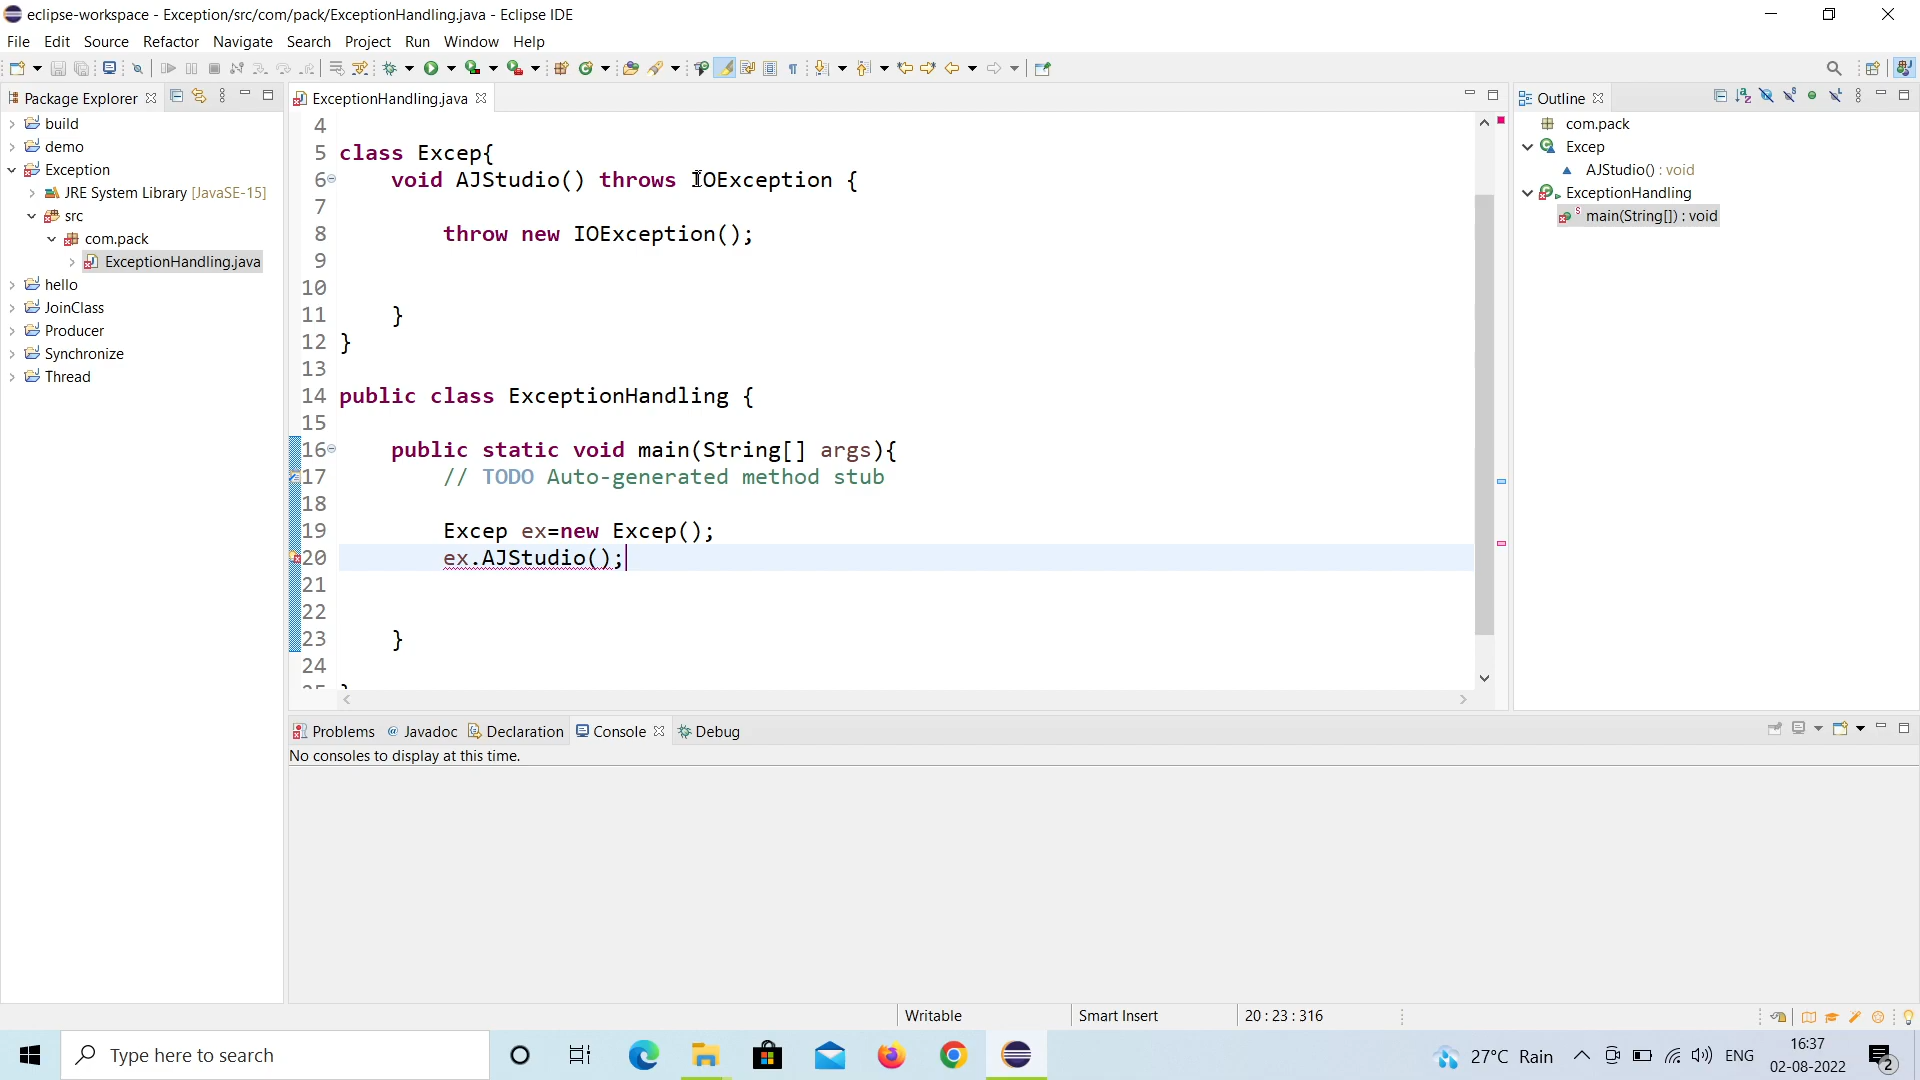 eclipse-workspace - Exception/src/com/pack/ExceptionHandling.java - Eclipse IDE
File Edit Source Refactor Navigate Search Project Run Window Help
Package Explorer
build
demo
Exception
JRE System Library [JavaSE-15]
src
com.pack
ExceptionHandling.java
hello
JoinClass
Producer
Synchronize
Thread
ExceptionHandling.java
4
5 class Excep{
6 void AJStudio() throws IOException {
7
8 throw new IOException();
9
10
11 }
12 }
13
14 public class ExceptionHandling {
15
16 public static void main(String[] args){
17 // TODO Auto-generated method stub
18
19 Excep ex=new Excep();
20 ex.AJStudio();
21
22
23 }
24
Outline
com.pack
Excep
AJStudio() : void
ExceptionHandling
main(String[]) : void
Problems @ Javadoc Declaration Console Debug
No consoles to display at this time.
Writable Smart Insert 20 : 23 : 316
Type here to search
27°C Rain ENG 16:37
02-08-2022
2